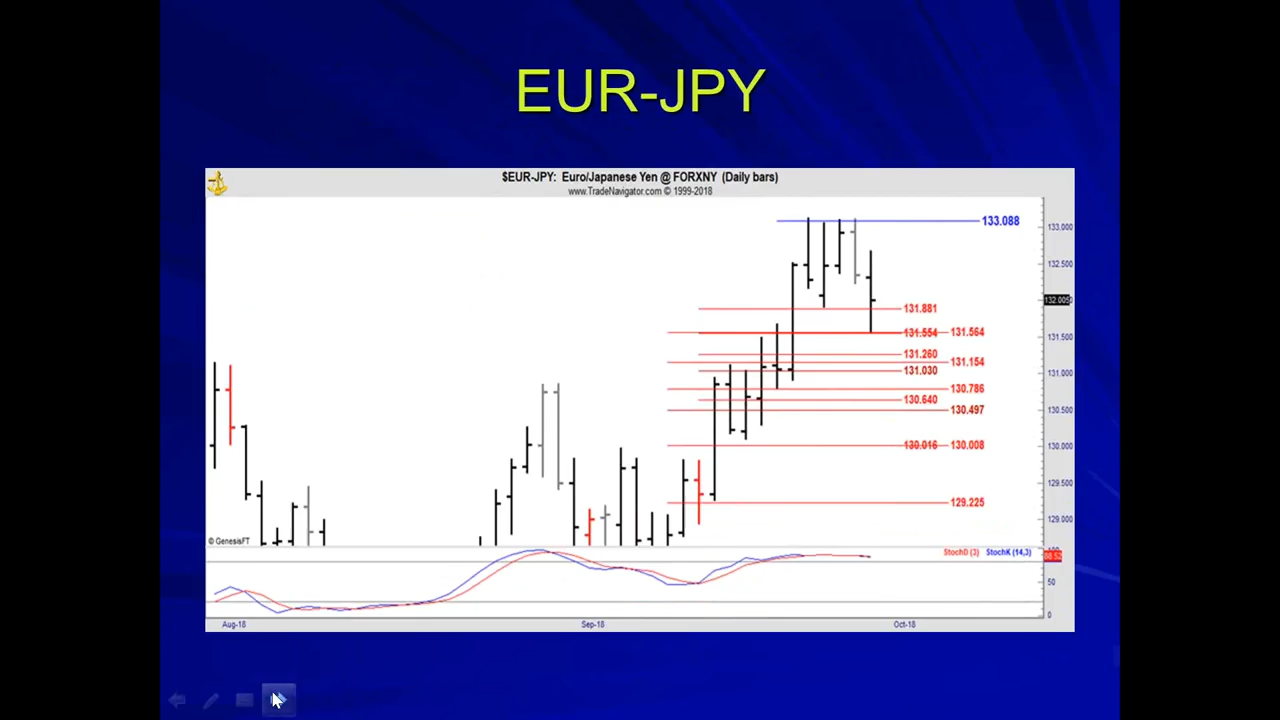 EUR-JPY
$EUR-JPY: Euro/Japanese Yen @ FORXNY (Daily bars)
www.TradeNavigator.com © 1999-2018
133.088
133.000
132.500
132.005
131.881
131.554
131.564
131.500
131.260
131.154
131.030
131.000
130.786
130.640
130.497
130.500
130.016
130.008
130.000
129.500
129.225
129.000
© GenesisFT
StochD (3)
StochK (14,3)
50
0
Aug-18
Sep-18
Oct-18